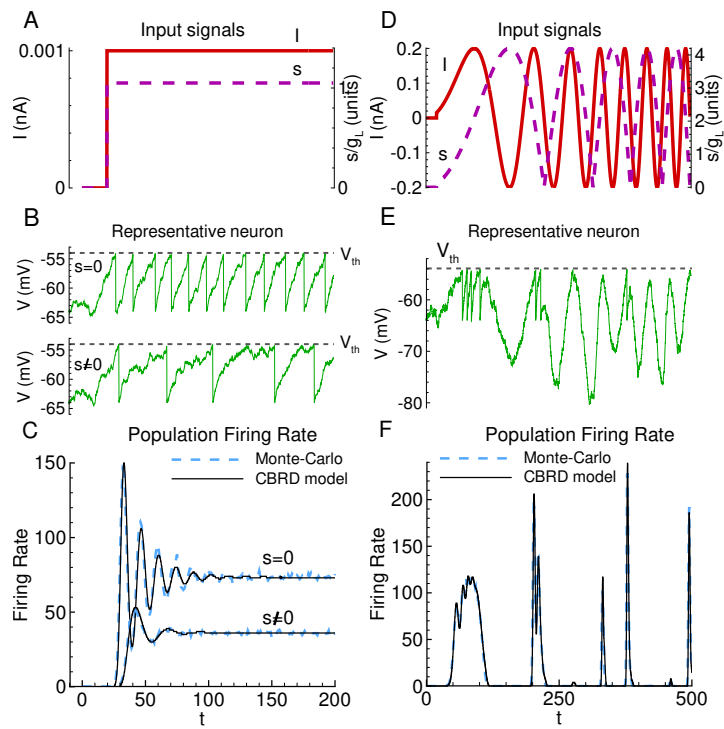 A
Input signals
0.001
I
s
1
I (nA)
s/g_L (units)
0
0
B
Representative neuron
-55
-60
-65
V (mV)
s=0
V_th
-55
-60
-65
V (mV)
s≠0
V_th
C
Population Firing Rate
150
100
50
0
Firing Rate
Monte-Carlo
CBRD model
s=0
s≠0
0 50 100 150 200
t
D
Input signals
0.2
0.1
0
-0.1
-0.2
I (nA)
I
s
4
3
2
1
0
s/g_L (units)
E
Representative neuron
V_th
-60
-70
-80
V (mV)
F
Population Firing Rate
Monte-Carlo
CBRD model
200
150
100
50
0
Firing Rate
0 250 500
t